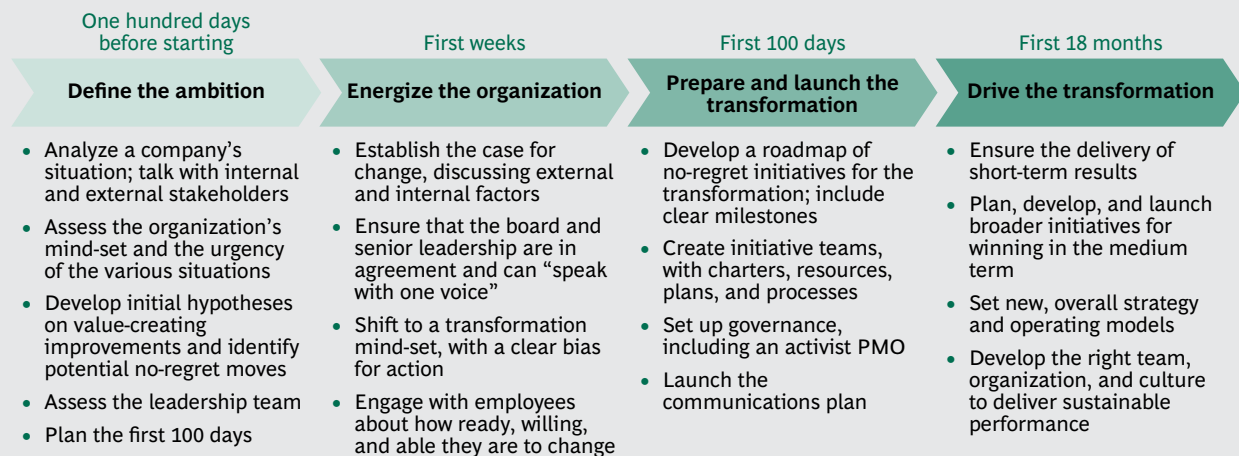 One hundred days
before starting
Define the ambition
• Analyze a company’s
situation; talk with internal
and external stakeholders
• Assess the organization’s
mind-set and the urgency
of the various situations
• Develop initial hypotheses
on value-creating
improvements and identify
potential no-regret moves
• Assess the leadership team
• Plan the first 100 days
First weeks
Energize the organization
• Establish the case for
change, discussing external
and internal factors
• Ensure that the board and
senior leadership are in
agreement and can “speak
with one voice”
• Shift to a transformation
mind-set, with a clear bias
for action
• Engage with employees
about how ready, willing,
and able they are to change
First 100 days
Prepare and launch the
transformation
• Develop a roadmap of
no-regret initiatives for the
transformation; include
clear milestones
• Create initiative teams,
with charters, resources,
plans, and processes
• Set up governance,
including an activist PMO
• Launch the
communications plan
First 18 months
Drive the transformation
• Ensure the delivery of
short-term results
• Plan, develop, and launch
broader initiatives for
winning in the medium
term
• Set new, overall strategy
and operating models
• Develop the right team,
organization, and culture
to deliver sustainable
performance